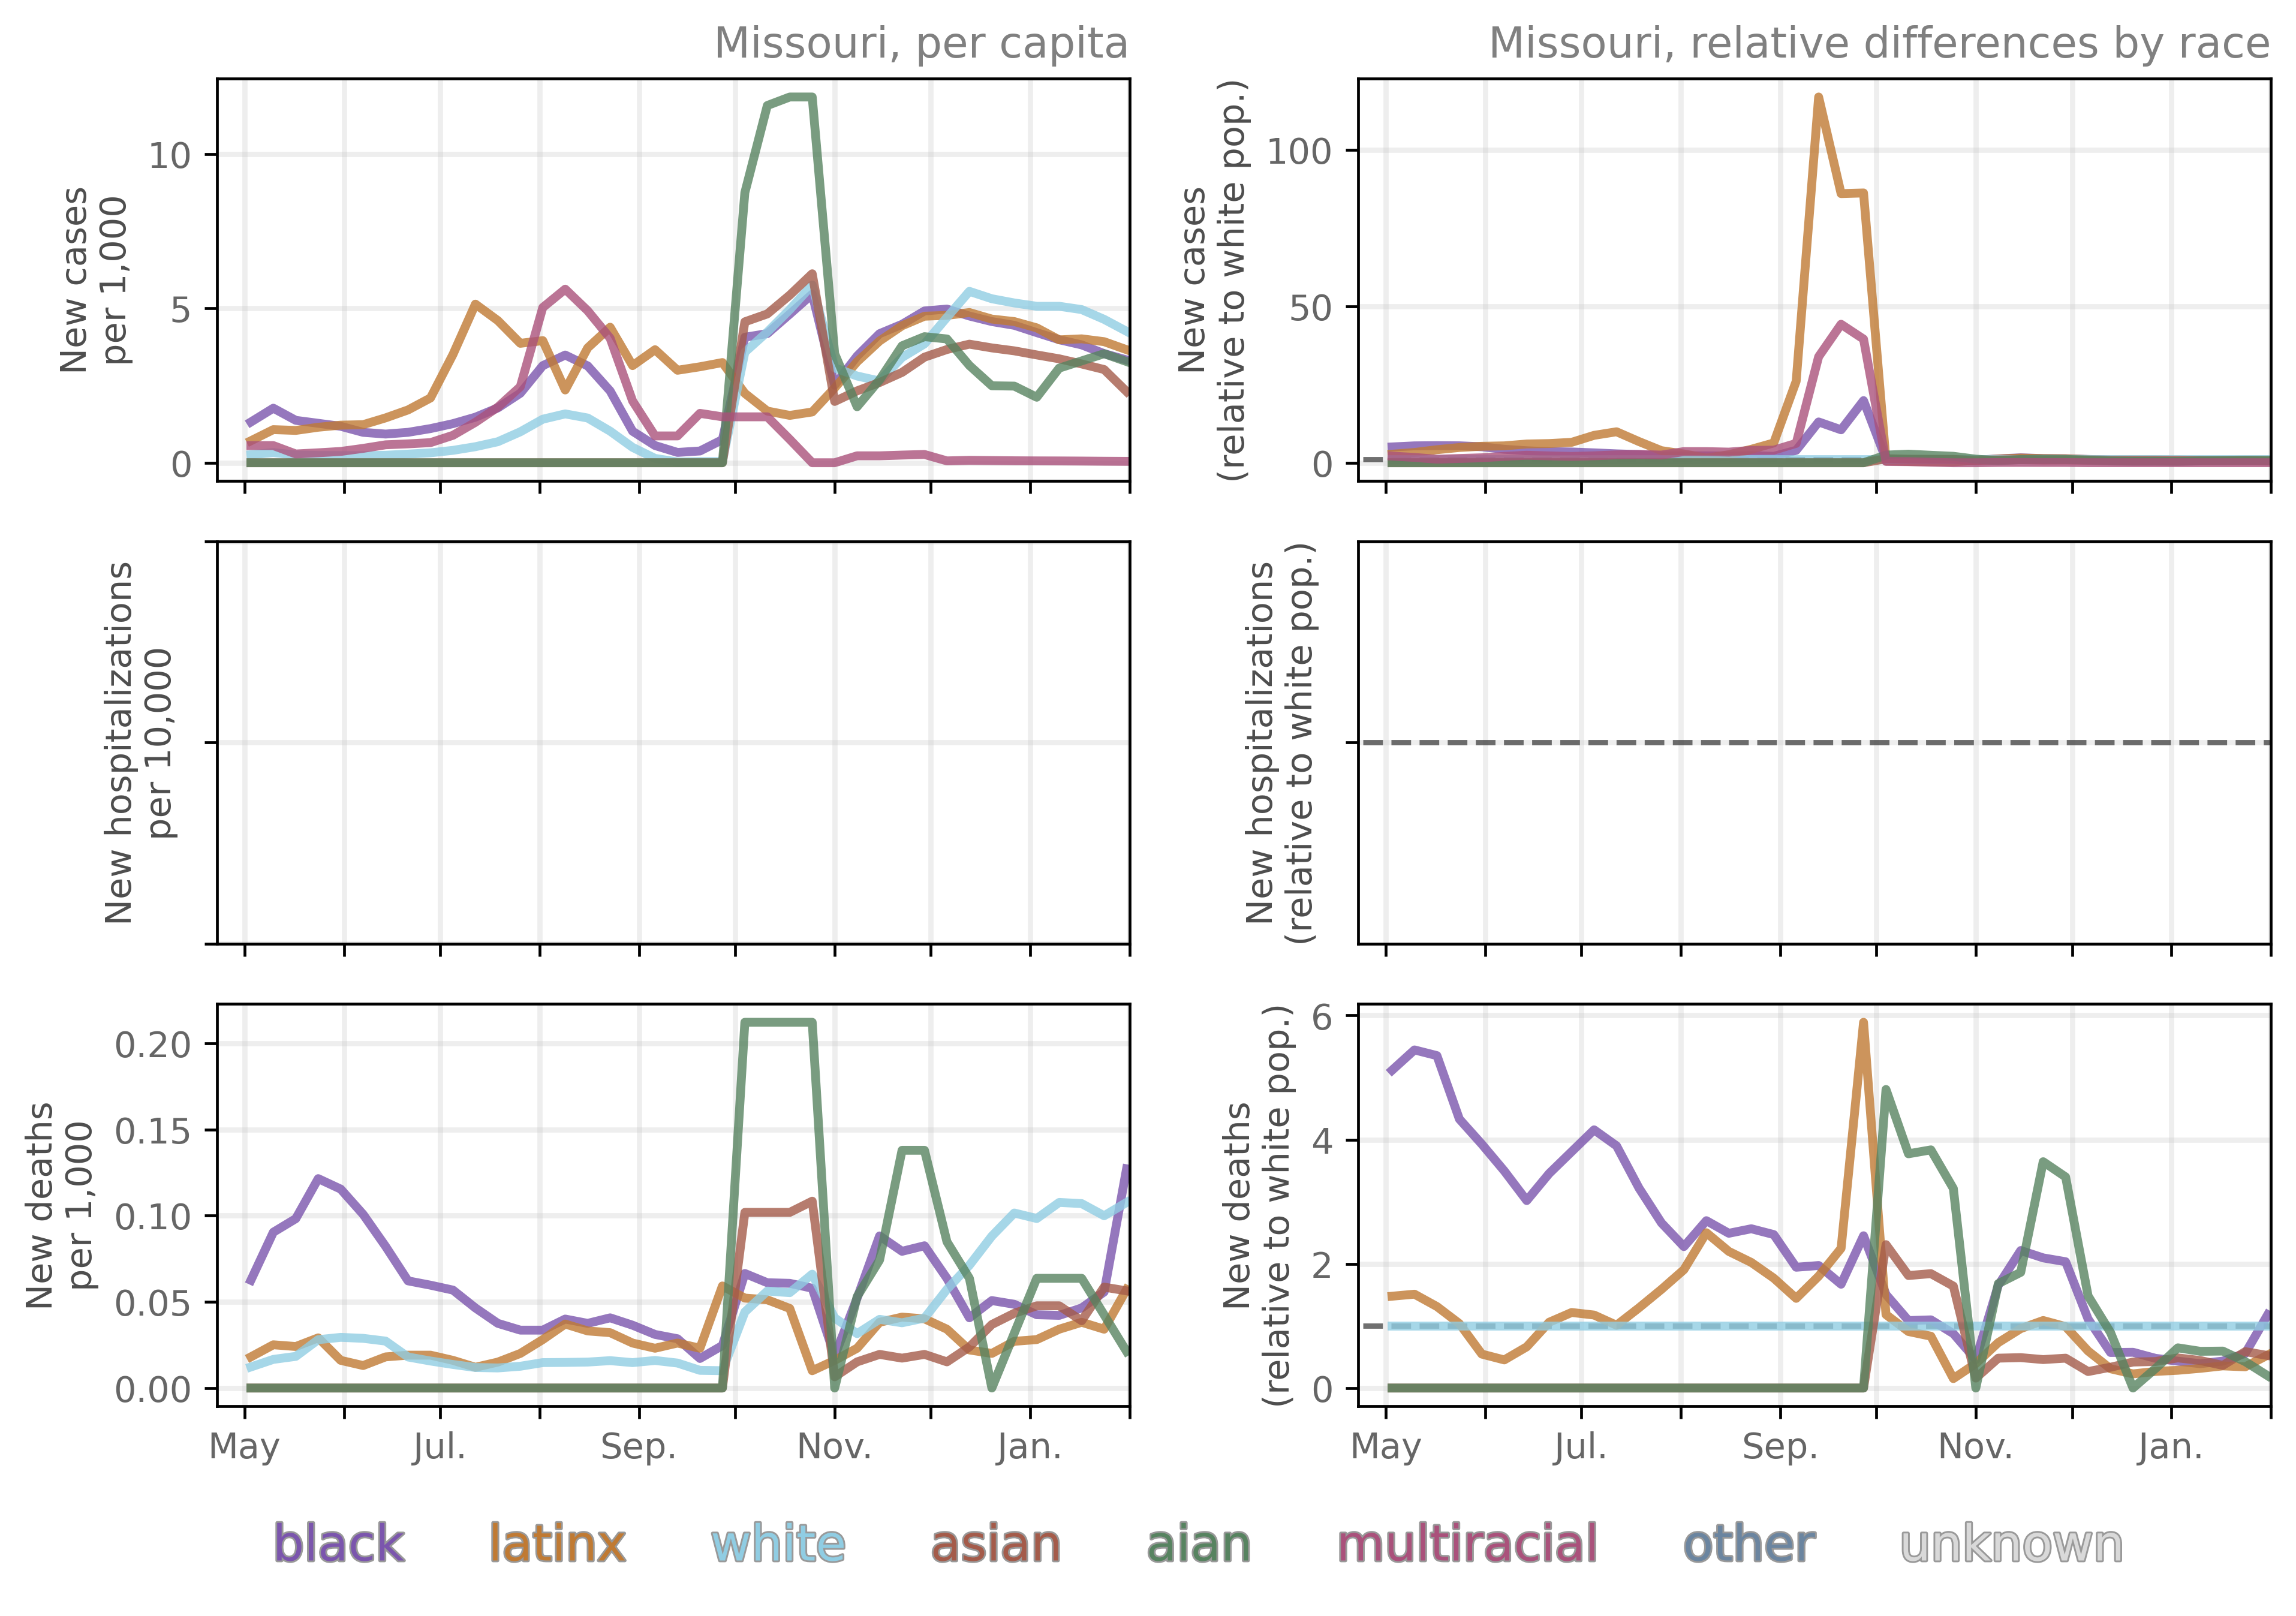 Missouri, per capita
Missouri, relative differences by race
New cases
per 1,000
10
5
0
New cases
(relative to white pop.)
100
50
0
New hospitalizations
per 10,000
New hospitalizations
(relative to white pop.)
New deaths
per 1,000
0.20
0.15
0.10
0.05
0.00
May
Jul.
Sep.
Nov.
Jan.
New deaths
(relative to white pop.)
6
4
2
0
May
Jul.
Sep.
Nov.
Jan.
black
latinx
white
asian
aian
multiracial
other
unknown